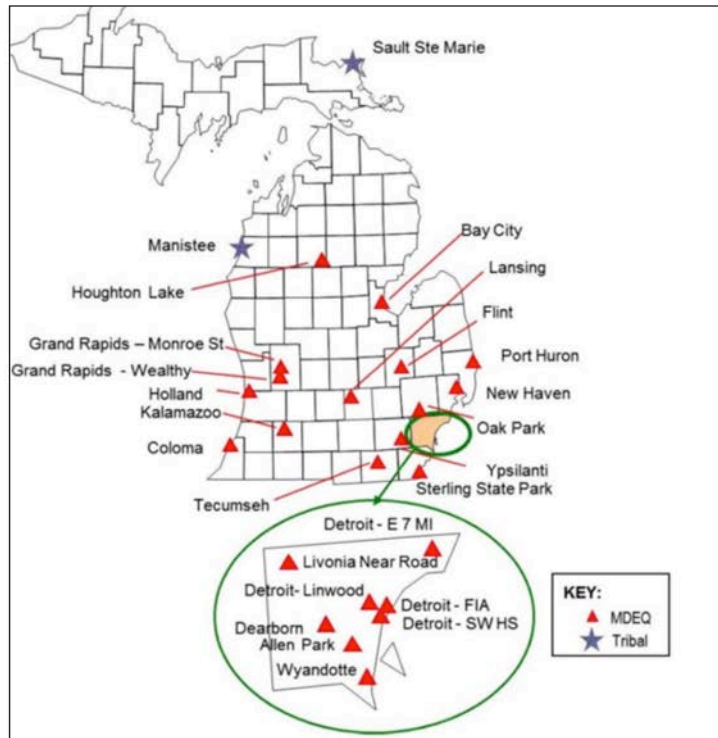 Sault Ste Marie
Manistee
Bay City
Houghton Lake
Lansing
Flint
Grand Rapids – Monroe St
Port Huron
Grand Rapids - Wealthy
Holland
New Haven
Kalamazoo
Oak Park
Coloma
Ypsilanti
Tecumseh
Sterling State Park
Detroit - E 7 MI
Livonia Near Road
Detroit- Linwood
Detroit - FIA
Detroit - SW HS
Dearborn
Allen Park
Wyandotte
KEY:
MDEQ
Tribal